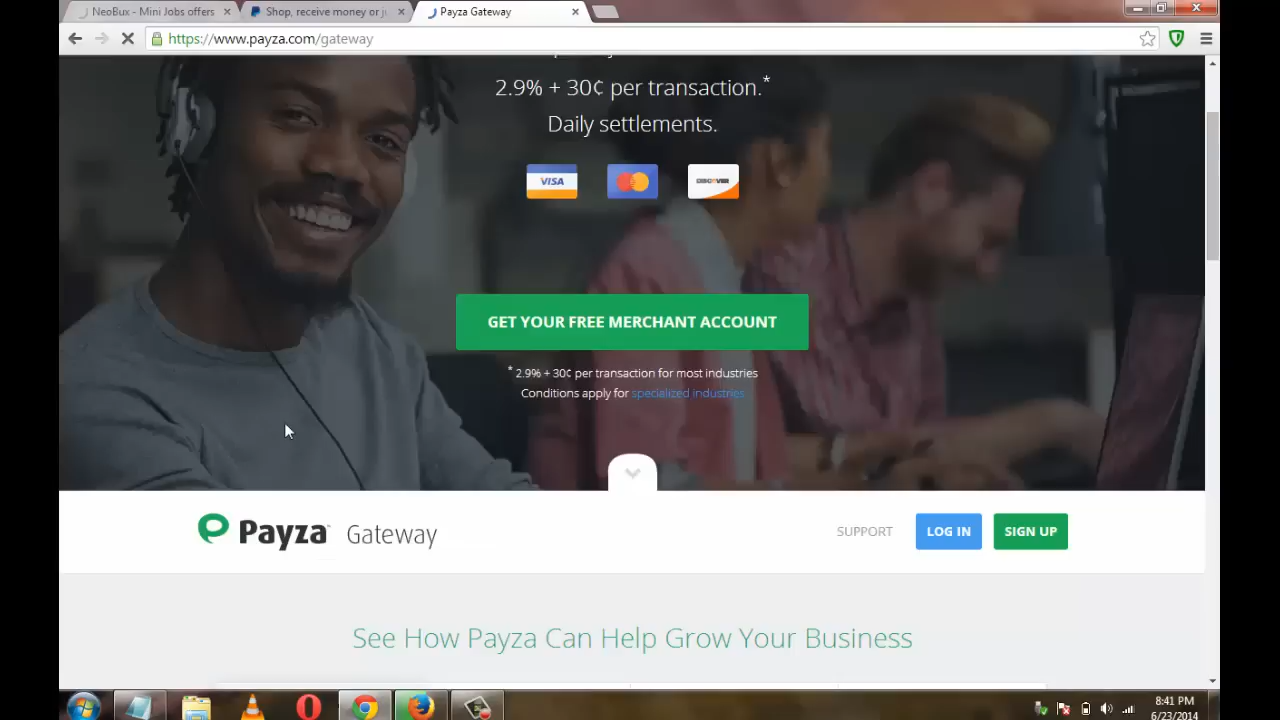 NeoBux - Mini Jobs offers
Shop, receive money or ju
Payza Gateway
https://www.payza.com/gateway
2.9% + 30¢ per transaction.*
Daily settlements.
VISA
DISCOVER
GET YOUR FREE MERCHANT ACCOUNT
* 2.9% + 30¢ per transaction for most industries
Conditions apply for specialized industries
Payza Gateway
SUPPORT
LOG IN
SIGN UP
See How Payza Can Help Grow Your Business
8:41 PM
6/23/2014